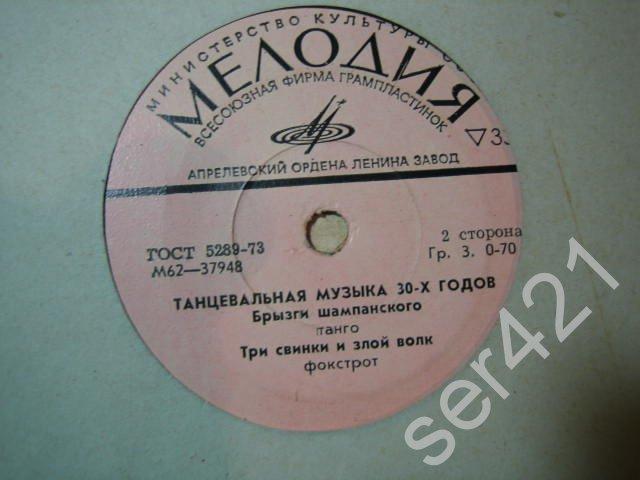 МИНИСТЕРСТВО КУЛЬТУРЫ
МЕЛОДИЯ
ВСЕСОЮЗНАЯ ФИРМА ГРАМПЛАСТИНОК
33
АПРЕЛЕВСКИЙ ОРДЕНА ЛЕНИНА ЗАВОД
ГОСТ 5289-73
М62—37948
2 сторона
Гр. 3. 0-70
ТАНЦЕВАЛЬНАЯ МУЗЫКА 30-Х ГОДОВ
Брызги шампанского
танго
Три свинки и злой волк
фокстрот
ser421